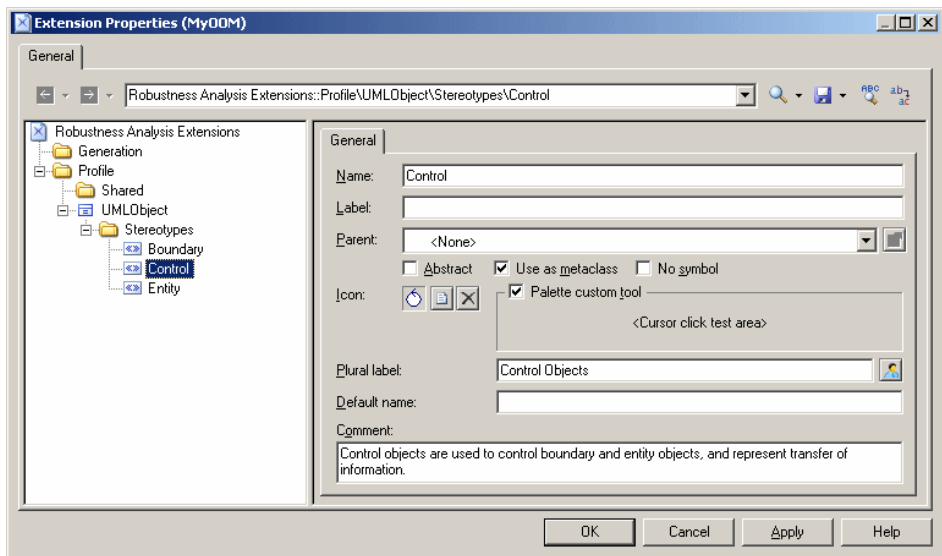 Extension Properties (MyOOM)
General
Robustness Analysis Extensions::Profile\UMLObject\Stereotypes\Control
ABC
ab
ac
Robustness Analysis Extensions
Generation
Profile
Shared
UMLObject
Stereotypes
Boundary
Control
Entity
General
Name:
Control
Label:
Parent:
<None>
Abstract
Use as metaclass
No symbol
Icon:
Palette custom tool
<Cursor click test area>
Plural label:
Control Objects
Default name:
Comment:
Control objects are used to control boundary and entity objects, and represent transfer of
information.
OK
Cancel
Apply
Help